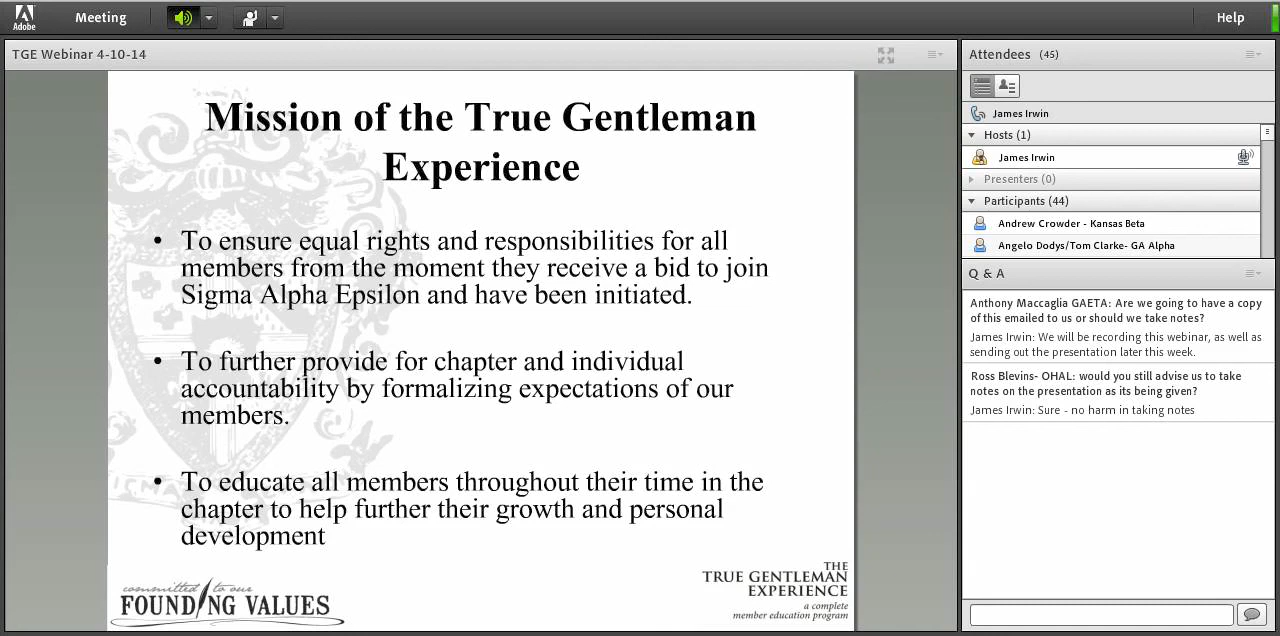 Adobe
Meeting
Help
TGE Webinar 4-10-14
Mission of the True Gentleman
Experience
• To ensure equal rights and responsibilities for all
members from the moment they receive a bid to join
Sigma Alpha Epsilon and have been initiated.
• To further provide for chapter and individual
accountability by formalizing expectations of our
members.
• To educate all members throughout their time in the
chapter to help further their growth and personal
development
committed to our
FOUNDING VALUES
THE
TRUE GENTLEMAN
EXPERIENCE
a complete
member education program
Attendees (45)
James Irwin
Hosts (1)
James Irwin
Presenters (0)
Participants (44)
Andrew Crowder - Kansas Beta
Angelo Dodys/Tom Clarke- GA Alpha
Q & A
Anthony Maccaglia GAETA: Are we going to have a copy
of this emailed to us or should we take notes?
James Irwin: We will be recording this webinar, as well as
sending out the presentation later this week.
Ross Blevins- OHAL: would you still advise us to take
notes on the presentation as its being given?
James Irwin: Sure - no harm in taking notes